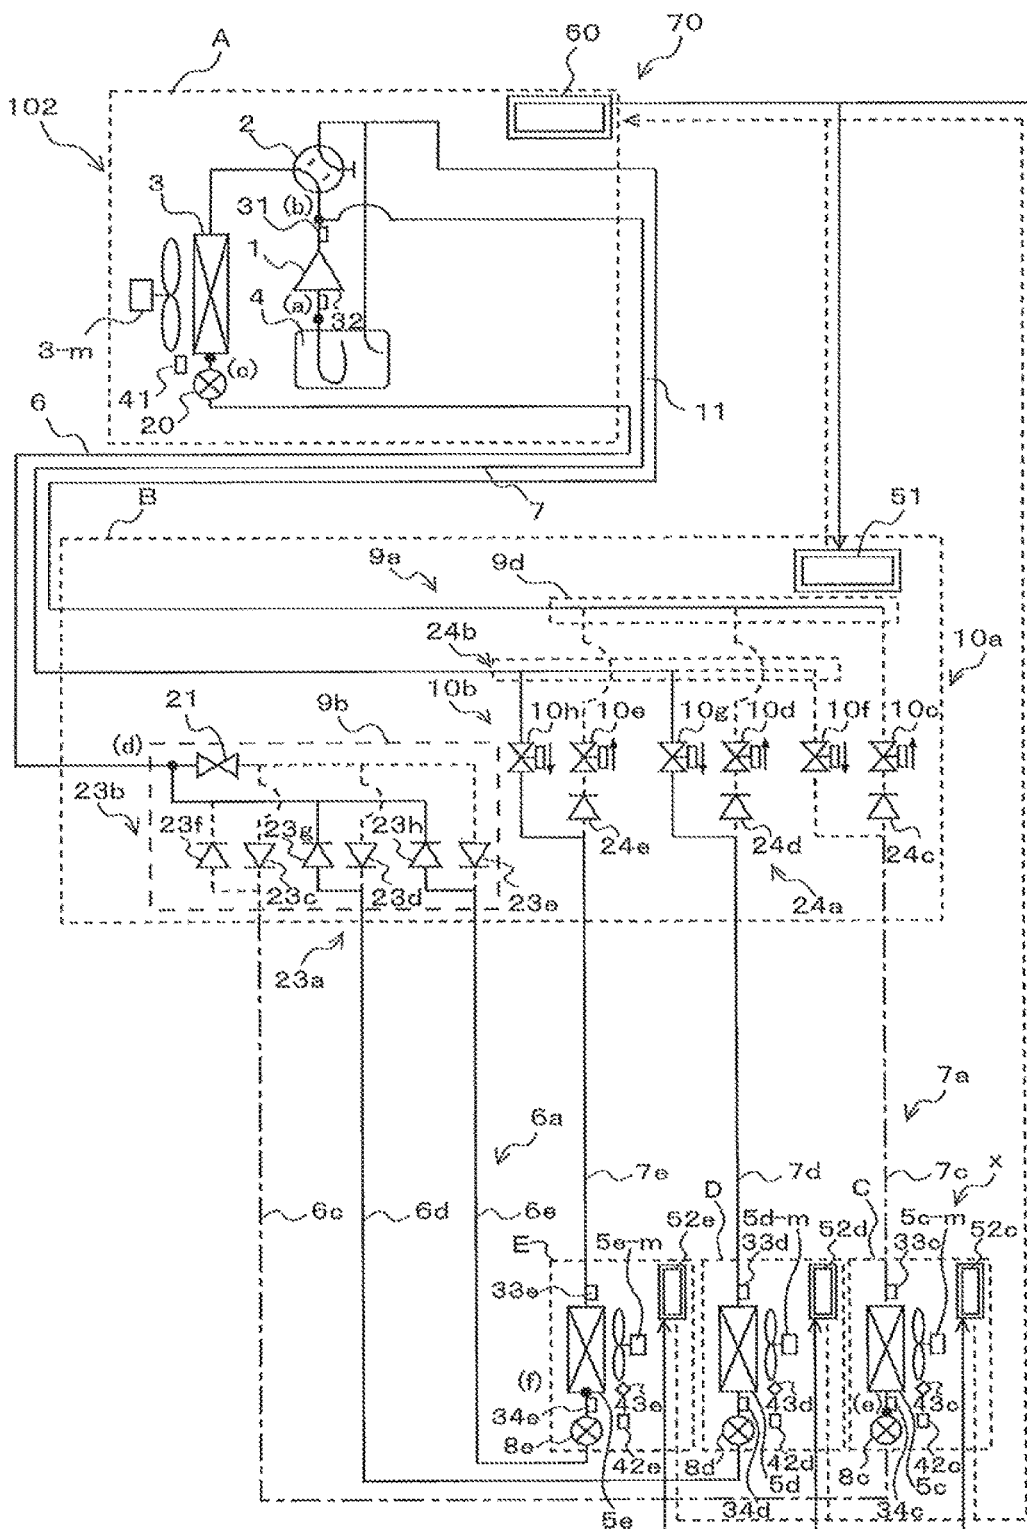 A
50
70
102
2
3
(b)
31
1
(a)
4
32
3-m
(c)
41
20
11
6
7
B
51
9a
9d
24b
10a
21
9b
10b
10h
10e
10g
10d
10f
10c
(d)
23b
23f
23g
23h
24e
24d
24c
23c
23d
23e
24a
23a
7a
6a
7e
D
7d
C
7c
x
6c
6d
6e
52e
5d-m
52d
5c-m
52c
E
5e-m
33e
33d
33c
(f)
(e)
34e
43e
43d
43c
8e
42e
8d
42d
8c
42c
5d
5c
5e
34d
34c